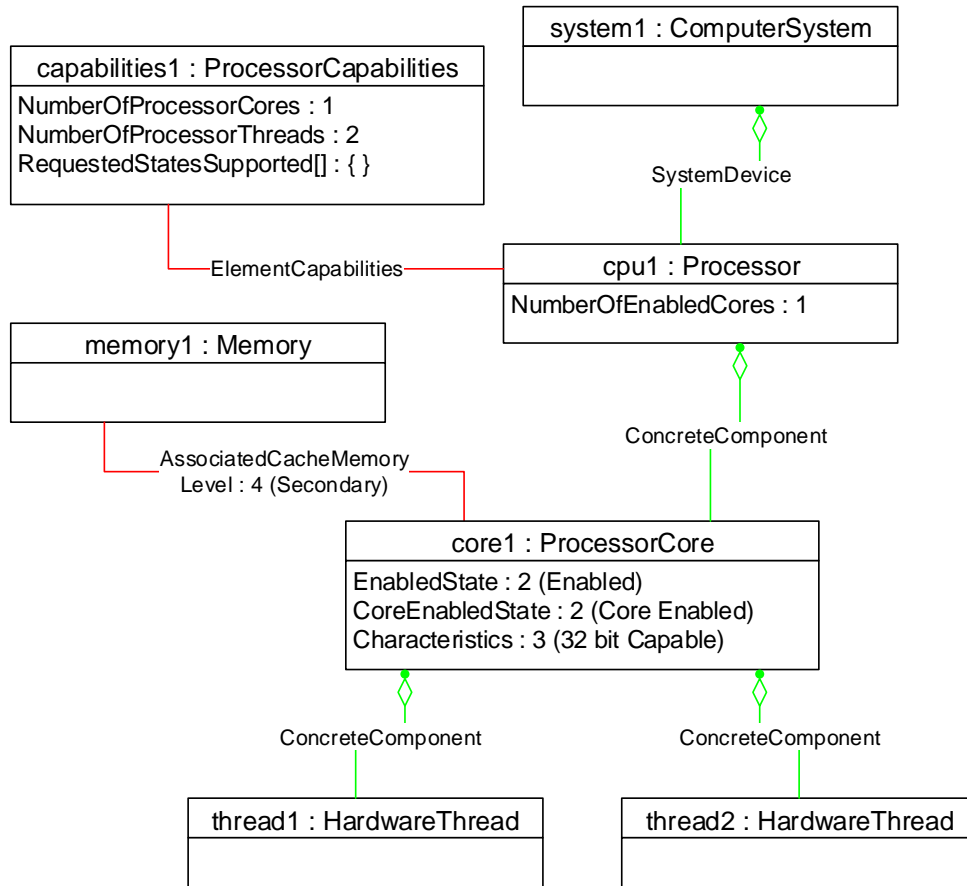 system1 : ComputerSystem
capabilities1 : ProcessorCapabilities
NumberOfProcessorCores : 1
NumberOfProcessorThreads : 2
RequestedStatesSupported[] : { }
SystemDevice
ElementCapabilities
cpu1 : Processor
NumberOfEnabledCores : 1
memory1 : Memory
ConcreteComponent
AssociatedCacheMemory
Level : 4 (Secondary)
core1 : ProcessorCore
EnabledState : 2 (Enabled)
CoreEnabledState : 2 (Core Enabled)
Characteristics : 3 (32 bit Capable)
ConcreteComponent
ConcreteComponent
thread1 : HardwareThread
thread2 : HardwareThread